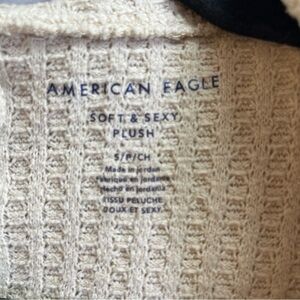 AMERICAN EAGLE
SOFT & SEXY
PLUSH
S/P/CH
Made in Jordan
Fabriqué en Jordanie
Hecho en Jordania
TISSU PELUCHE
DOUX ET SEXY